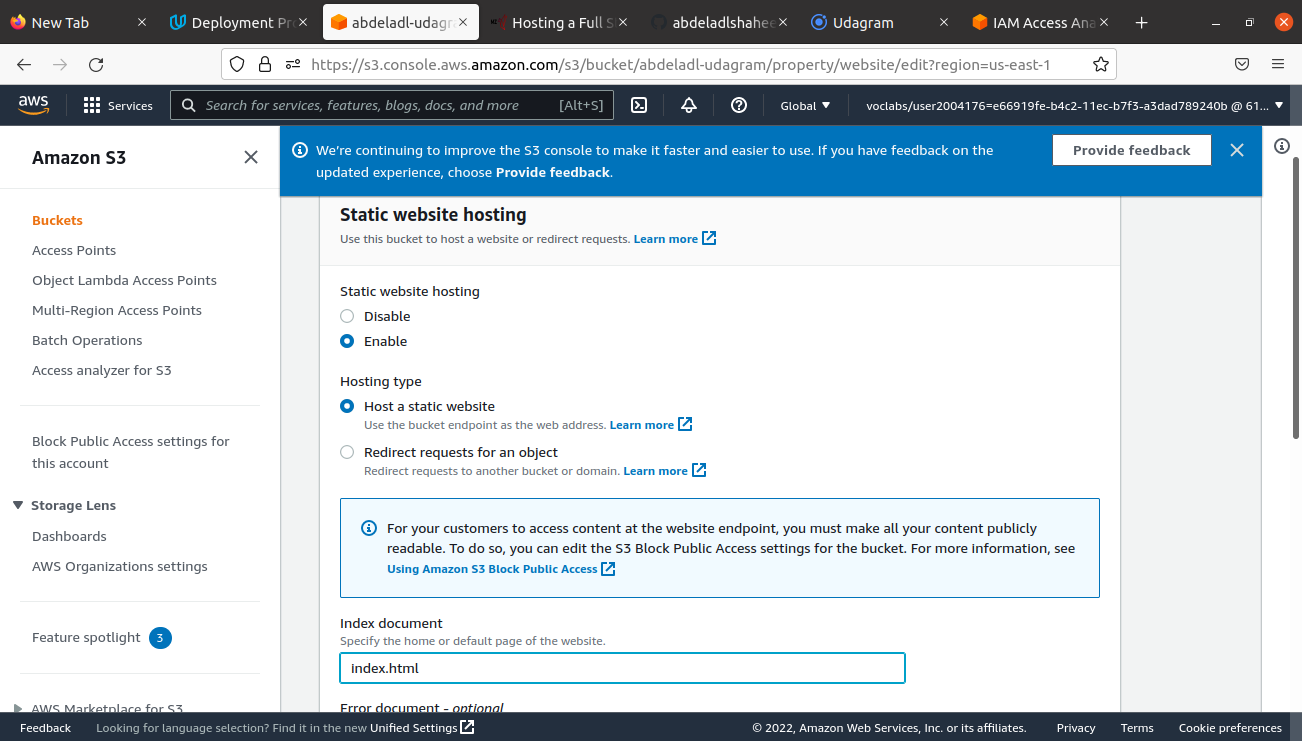 New Tab
Deployment Pr
abdeladl-udagr
Hosting a Full S
abdeladlshahee
Udagram
IAM Access Ana
https://s3.console.aws.amazon.com/s3/bucket/abdeladl-udagram/property/website/edit?region=us-east-1
aws
Services
Search for services, features, blogs, docs, and more [Alt+S]
Global
voclabs/user2004176=e66919fe-b4c2-11ec-b7f3-a3dad789240b @ 61...
Amazon S3
Buckets
Access Points
Object Lambda Access Points
Multi-Region Access Points
Batch Operations
Access analyzer for S3
Block Public Access settings for
this account
Storage Lens
Dashboards
AWS Organizations settings
Feature spotlight 3
AWS Marketplace for S3
We're continuing to improve the S3 console to make it faster and easier to use. If you have feedback on the
updated experience, choose Provide feedback.
Provide feedback
Static website hosting
Use this bucket to host a website or redirect requests. Learn more
Static website hosting
Disable
Enable
Hosting type
Host a static website
Use the bucket endpoint as the web address. Learn more
Redirect requests for an object
Redirect requests to another bucket or domain. Learn more
For your customers to access content at the website endpoint, you must make all your content publicly
readable. To do so, you can edit the S3 Block Public Access settings for the bucket. For more information, see
Using Amazon S3 Block Public Access
Index document
Specify the home or default page of the website.
index.html
Error document - optional
Feedback
Looking for language selection? Find it in the new Unified Settings
© 2022, Amazon Web Services, Inc. or its affiliates.
Privacy
Terms
Cookie preferences